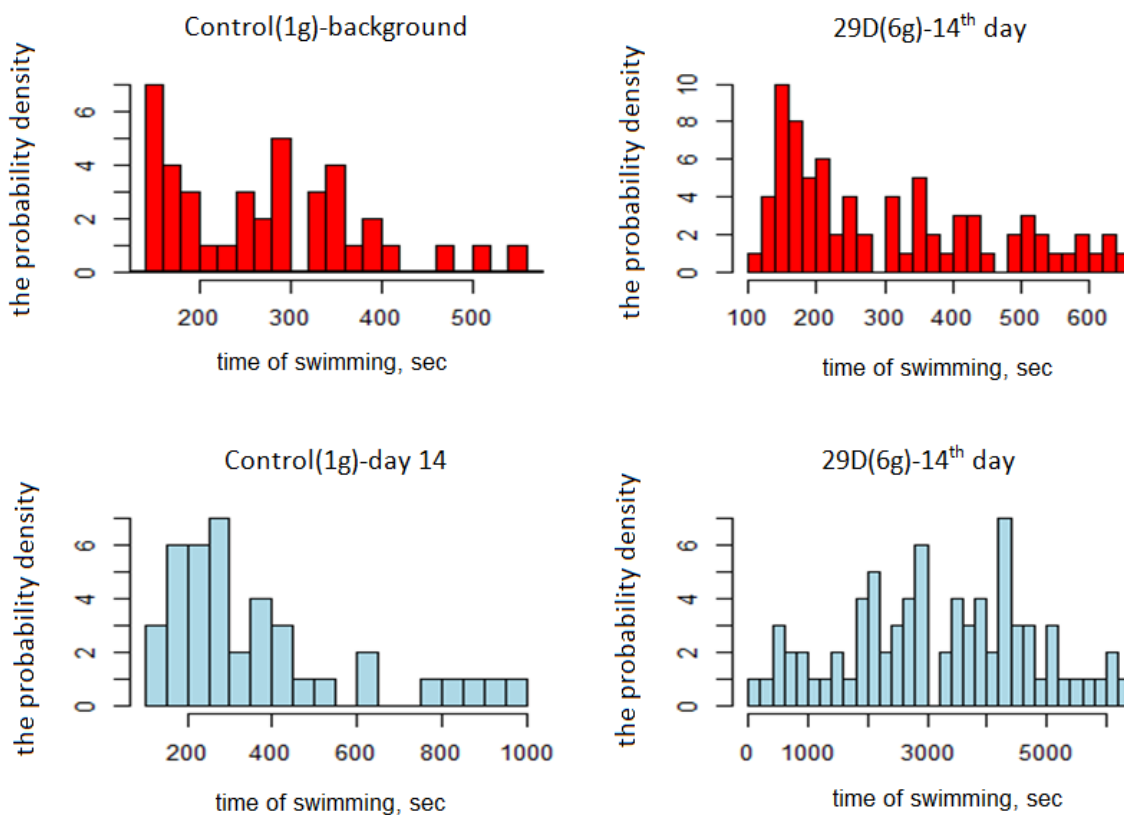 Control(1g)-background
the probability density
0 2 4 6
200 300 400 500
time of swimming, sec
29D(6g)-14th day
the probability density
0 2 4 6 8 10
100 200 300 400 500 600
time of swimming, sec
Control(1g)-day 14
the probability density
0 2 4 6
200 400 600 800 1000
time of swimming, sec
29D(6g)-14th day
the probability density
0 2 4 6
0 1000 3000 5000
time of swimming, sec